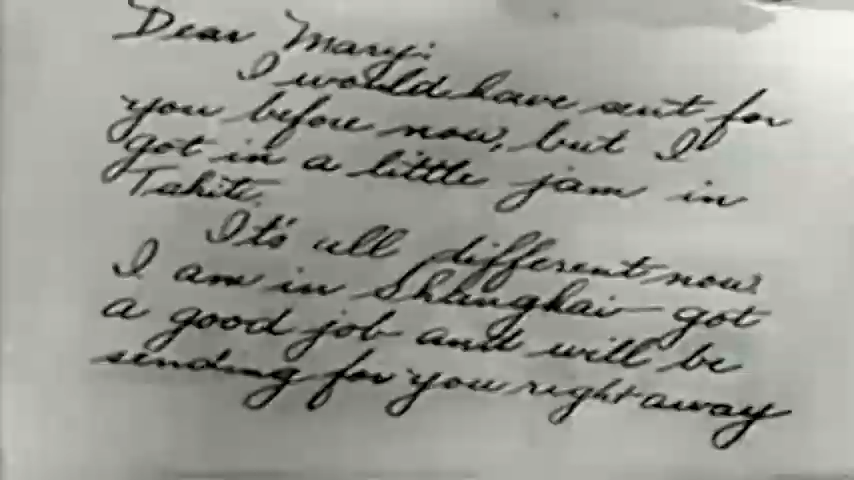 Dear Mary:
I would have sent for
you before now, but I
got in a little jam in
Tahiti.
It's all different now.
I am in Shanghai - got
a good job and will be
sending for you right away